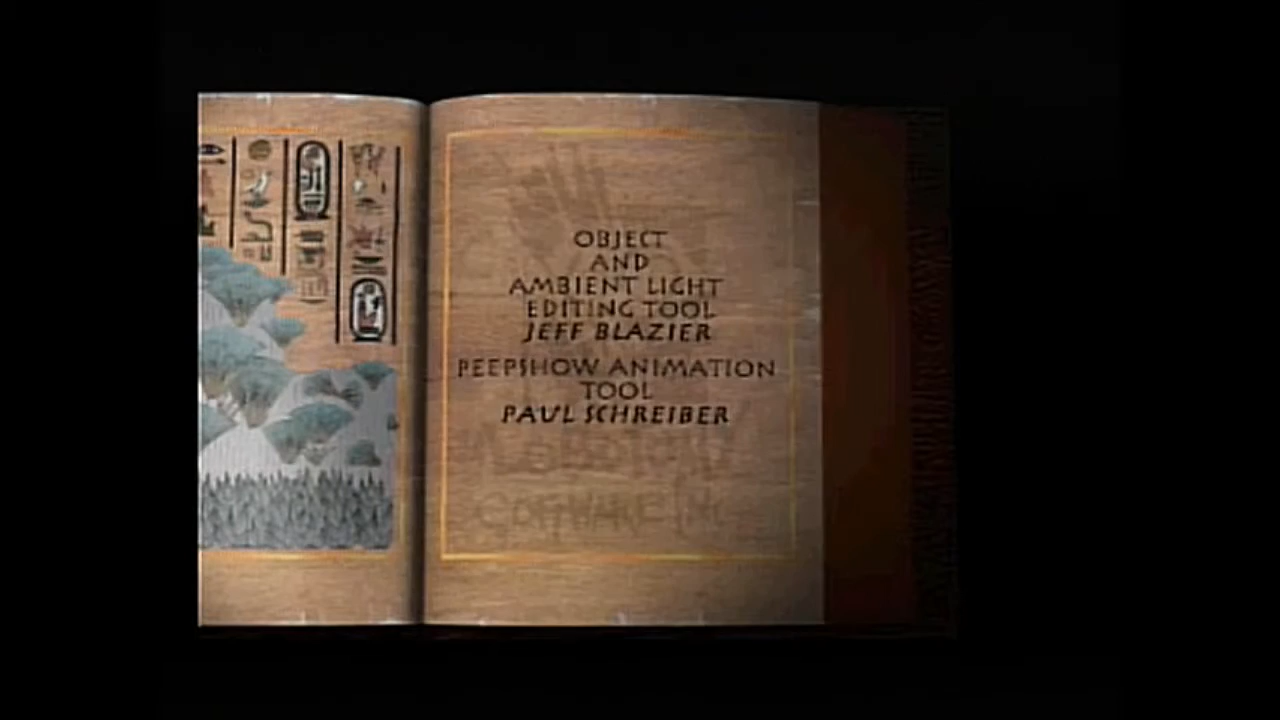 OBJECT
AND
AMBIENT LIGHT
EDITING TOOL
JEFF BLAZIER
PEEPSHOW ANIMATION
TOOL
PAUL SCHREIBER